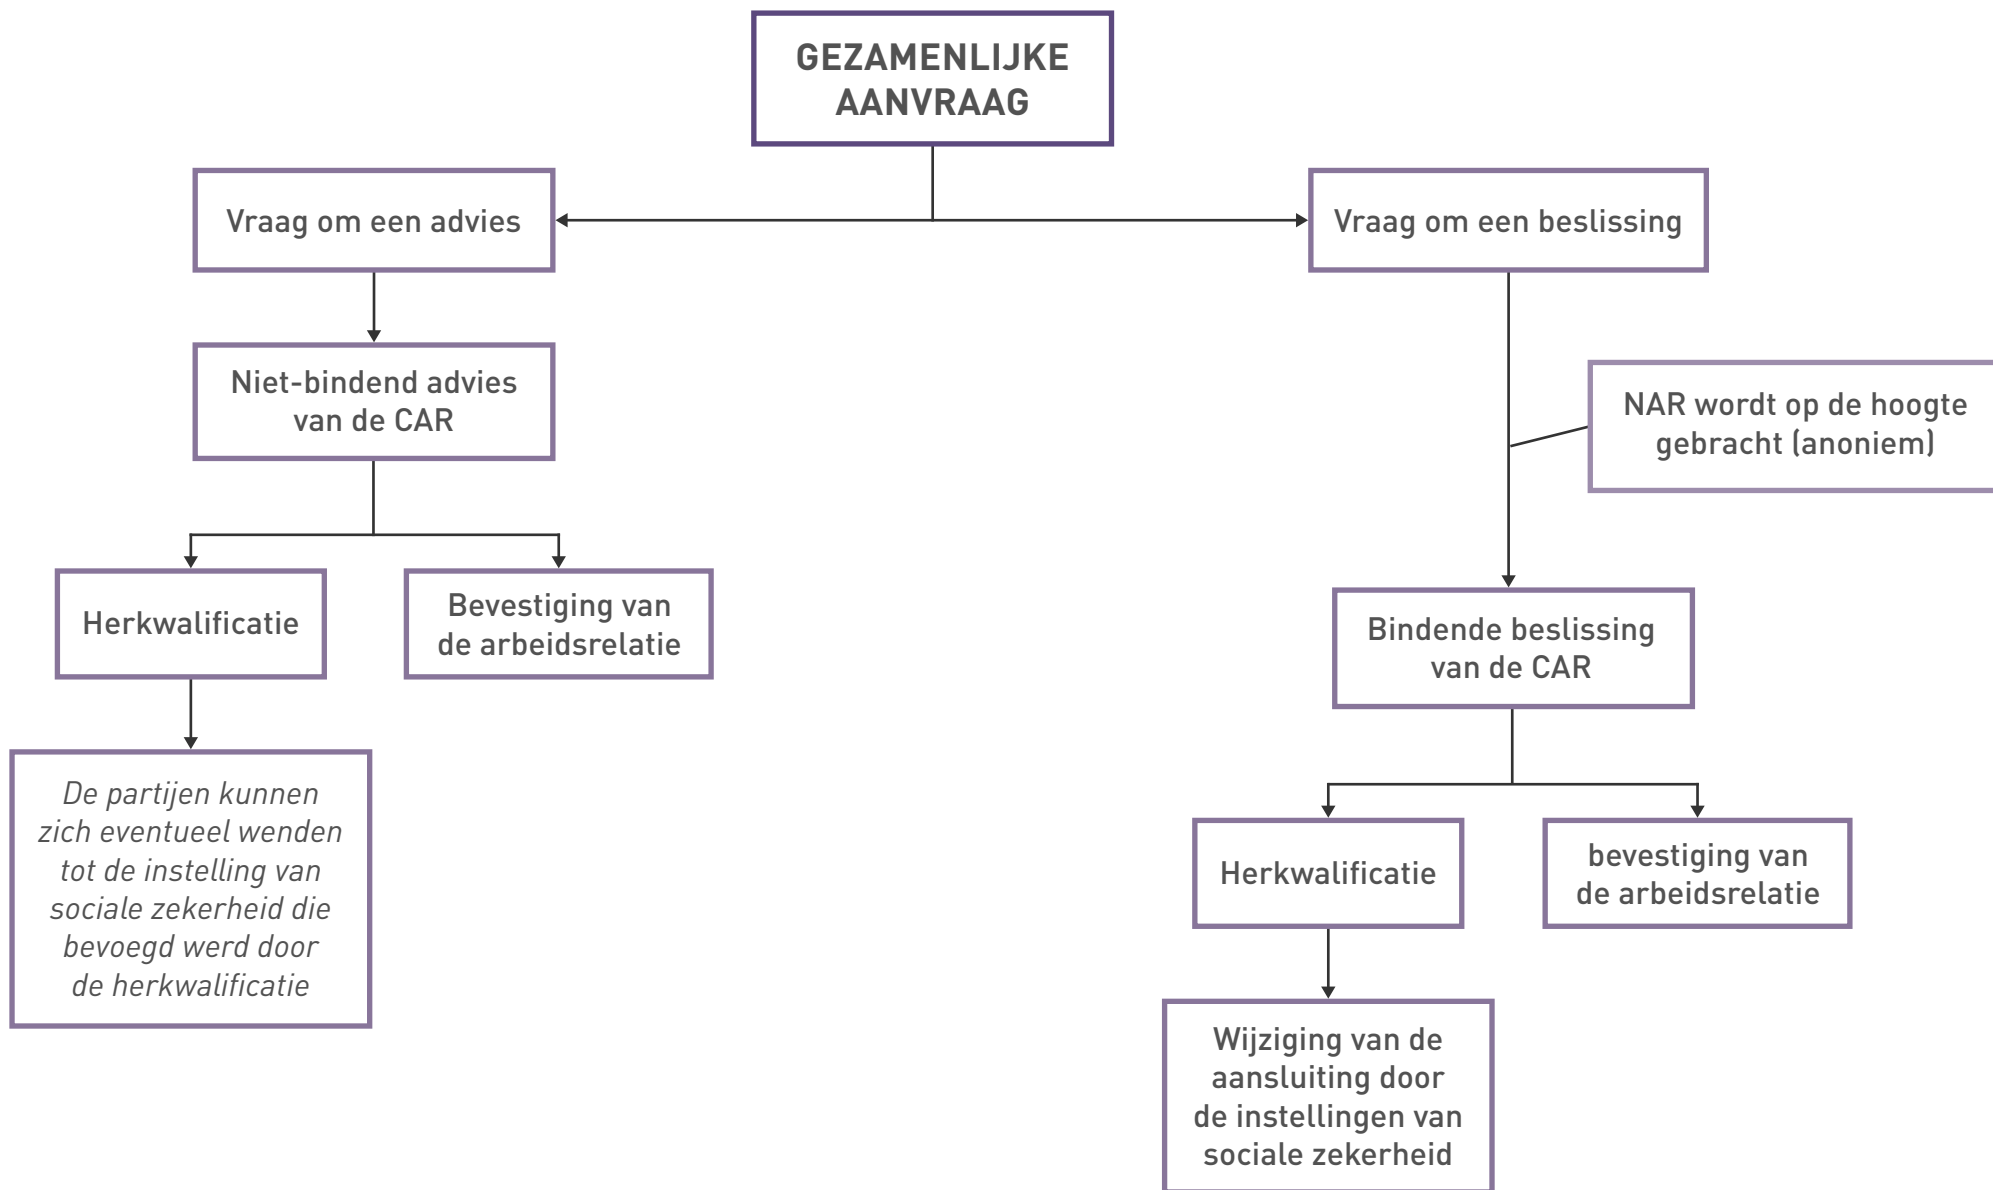 GEZAMENLIJKE
AANVRAAG
Vraag om een advies
Vraag om een beslissing
Niet-bindend advies
van de CAR
NAR wordt op de hoogte
gebracht (anoniem)
Herkwalificatie
Bevestiging van
de arbeidsrelatie
Bindende beslissing
van de CAR
De partijen kunnen
zich eventueel wenden
tot de instelling van
sociale zekerheid die
bevoegd werd door
de herkwalificatie
Herkwalificatie
bevestiging van
de arbeidsrelatie
Wijziging van de
aansluiting door
de instellingen van
sociale zekerheid